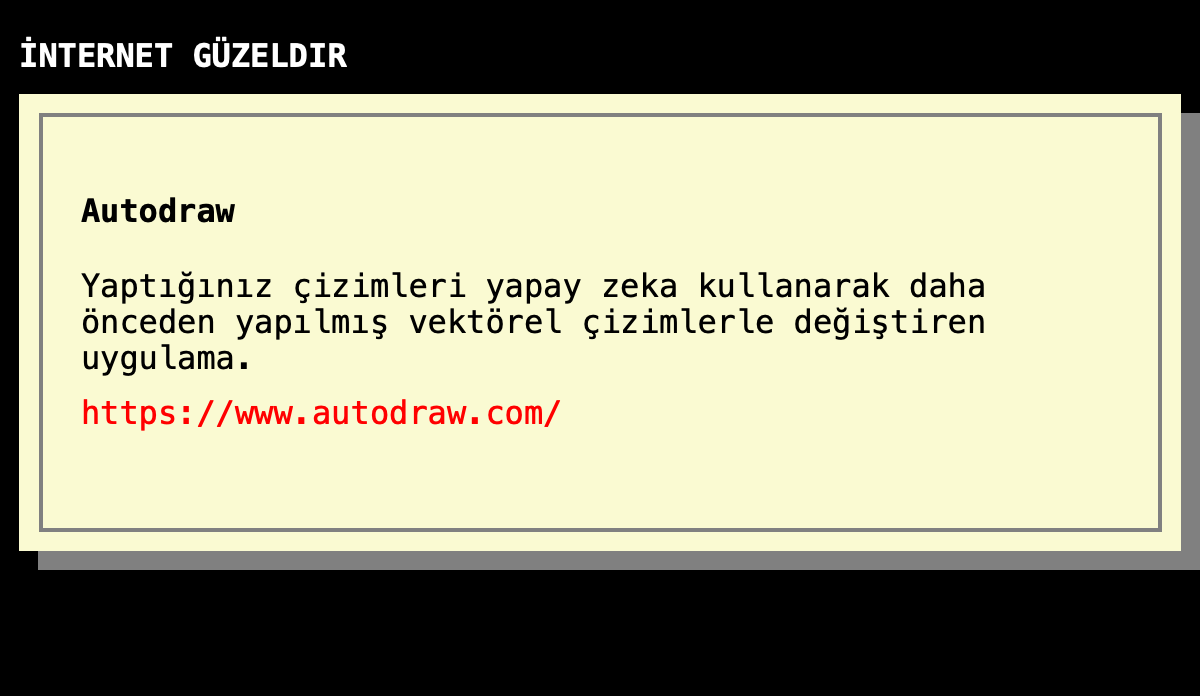 İNTERNET GÜZELDIR
Autodraw
Yaptığınız çizimleri yapay zeka kullanarak daha
önceden yapılmış vektörel çizimlerle değiştiren
uygulama.
https://www.autodraw.com/